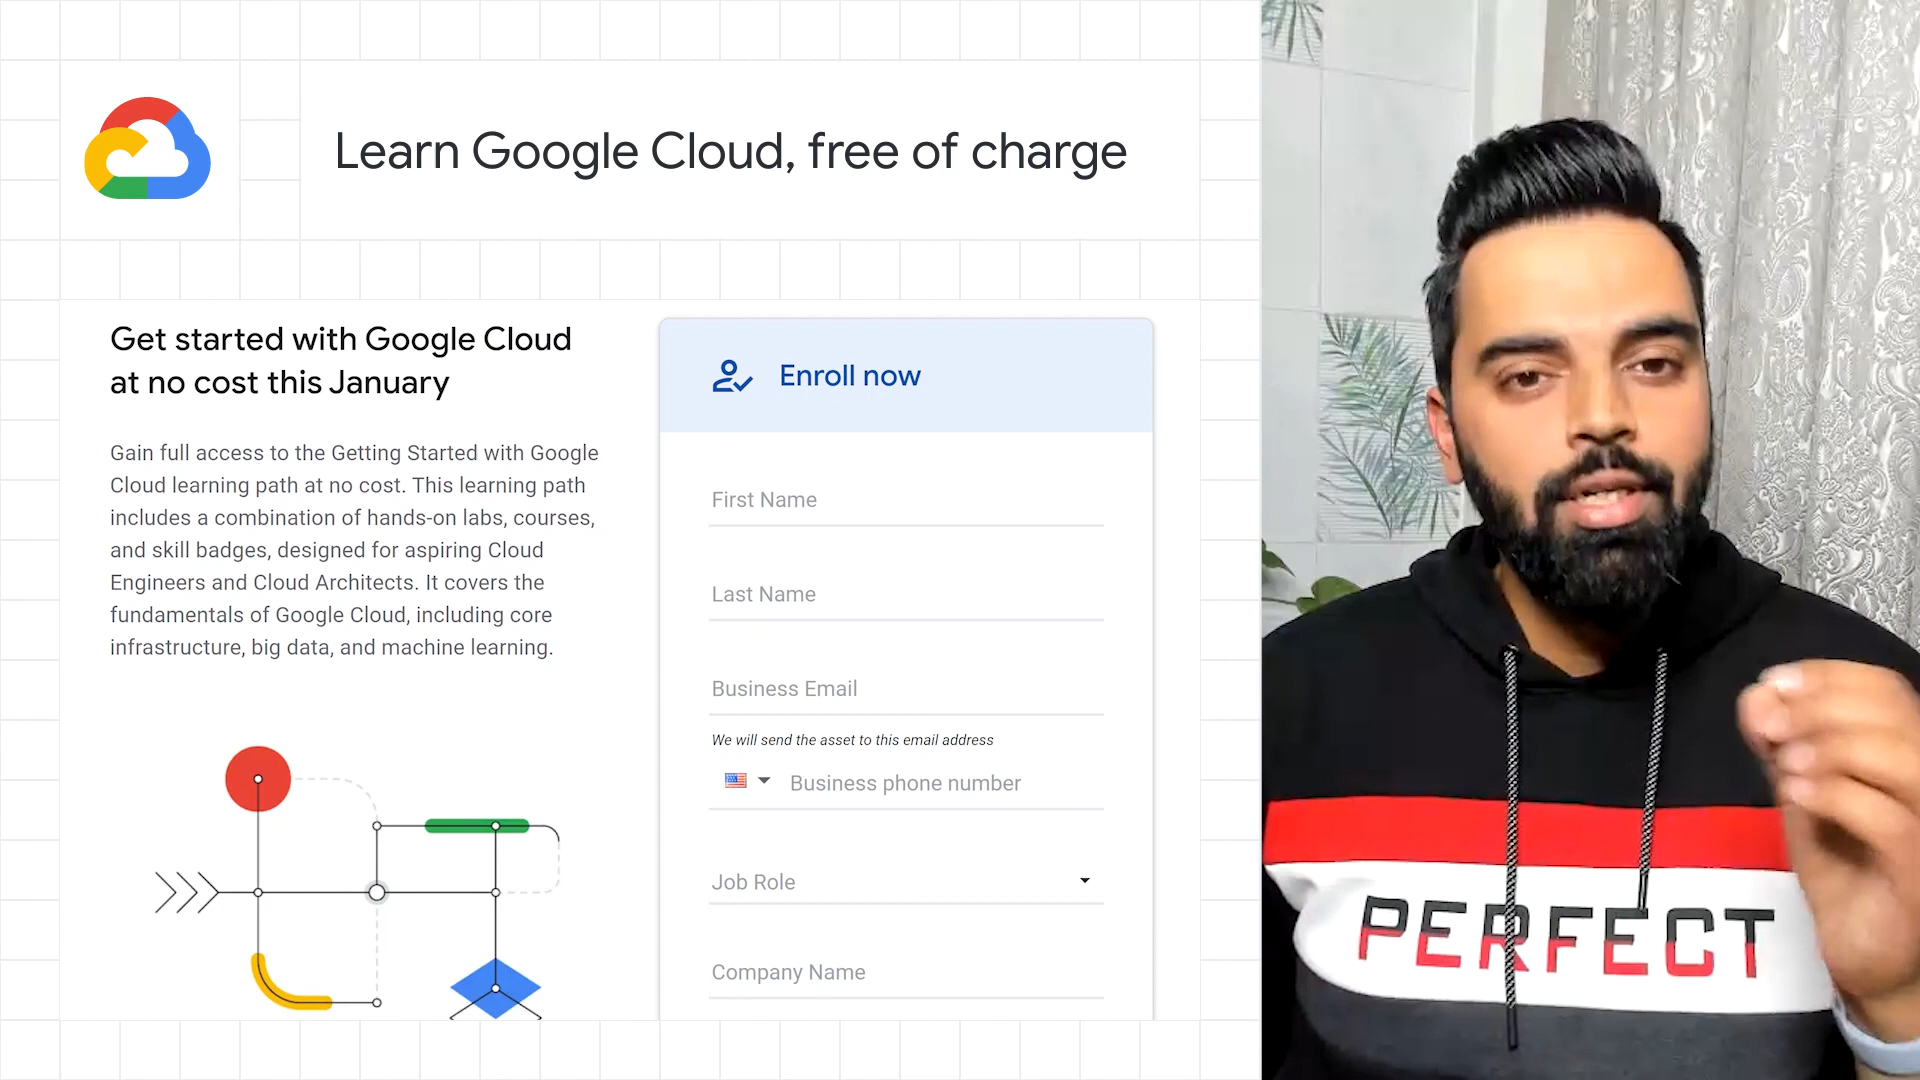 Learn Google Cloud, free of charge
Get started with Google Cloud
at no cost this January
Gain full access to the Getting Started with Google
Cloud learning path at no cost. This learning path
includes a combination of hands-on labs, courses,
and skill badges, designed for aspiring Cloud
Engineers and Cloud Architects. It covers the
fundamentals of Google Cloud, including core
infrastructure, big data, and machine learning.
Enroll now
First Name
Last Name
Business Email
We will send the asset to this email address
Business phone number
Job Role
Company Name
PERFECT